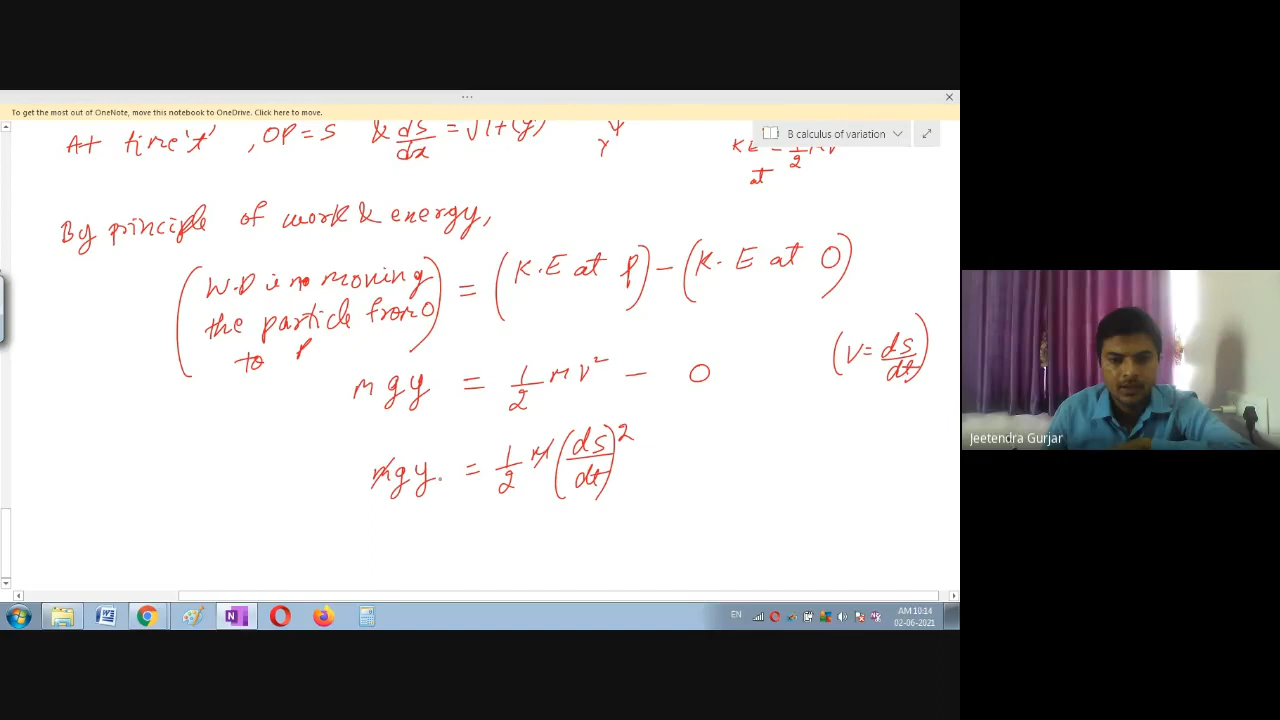 To get the most out of OneNote, move this notebook to OneDrive. Click here to move.
B calculus of variation
At time 't', OP = S & dS/dx = √1+(y')
Y
K E = 1/2 mv
at
By principle of work & energy,
(W.D in moving the particle from O to P) = (K.E at P) - (K.E at O)
mgy = 1/2 mv² - 0
(v = ds/dt)
mgy = 1/2 m (ds/dt)²
Jeetendra Gurjar
EN
AM 10:14
02-06-2021